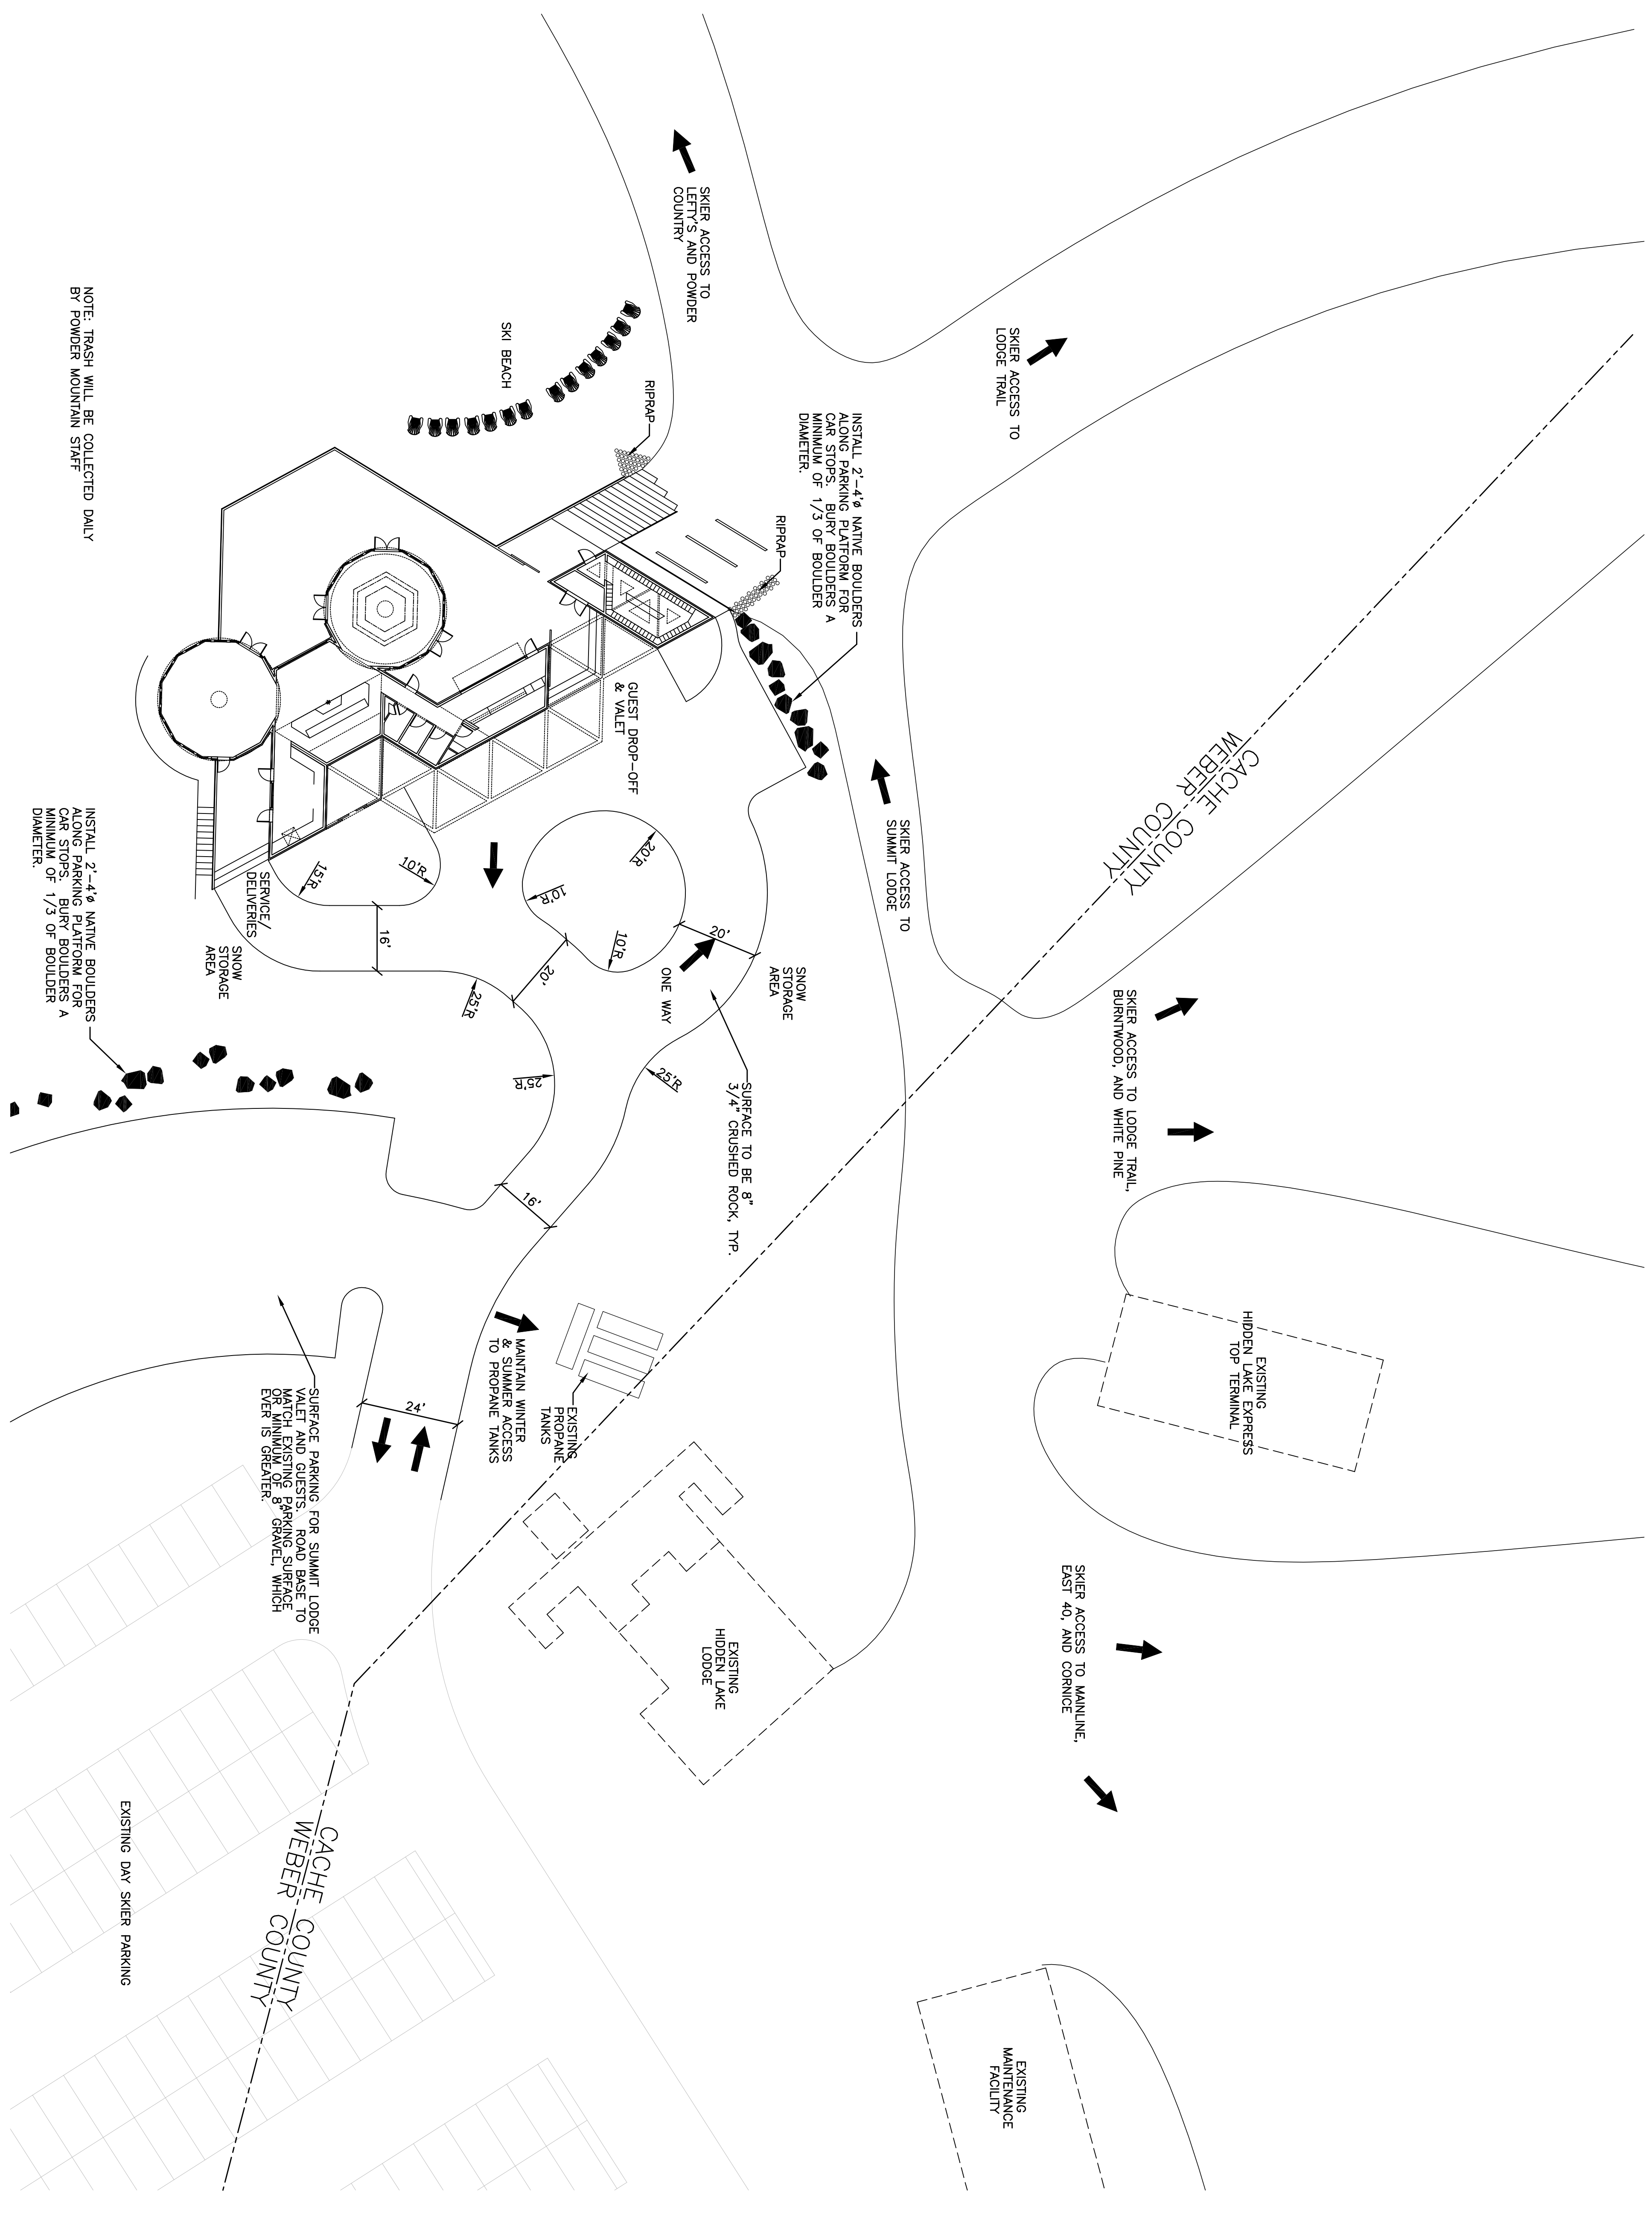 SKIER ACCESS TO
LODGE TRAIL
CACHE COUNTY
WEBER COUNTY
SKIER ACCESS TO LODGE TRAIL,
BURNTWOOD, AND WHITE PINE
EXISTING
HIDDEN LAKE EXPRESS
TOP TERMINAL
SKIER ACCESS TO MAINLINE,
EAST 40, AND CORNICE
EXISTING
MAINTENANCE
FACILITY
SKIER ACCESS TO
LEFTY'S AND POWDER
COUNTRY
INSTALL 2'-4'ø NATIVE BOULDERS
ALONG PARKING PLATFORM FOR
CAR STOPS. BURY BOULDERS A
MINIMUM OF 1/3 OF BOULDER
DIAMETER.
RIPRAP
RIPRAP
SKI BEACH
SKIER ACCESS TO
SUMMIT LODGE
GUEST DROP-OFF
& VALET
SNOW
STORAGE
AREA
20'
ONE WAY
20'R
10'R
10'R
20'
10'R
15'R
16'
25'R
25'R
25'R
16'
SURFACE TO BE 8"
3/4" CRUSHED ROCK, TYP.
SERVICE/
DELIVERIES
SNOW
STORAGE
AREA
EXISTING
PROPANE
TANKS
MAINTAIN WINTER
& SUMMER ACCESS
TO PROPANE TANKS
24'
EXISTING
HIDDEN LAKE
LODGE
SURFACE PARKING FOR SUMMIT LODGE
VALET AND GUESTS. ROAD BASE TO
MATCH EXISTING PARKING SURFACE
OR MINIMUM OF 8" GRAVEL, WHICH
EVER IS GREATER.
CACHE COUNTY
WEBER COUNTY
NOTE: TRASH WILL BE COLLECTED DAILY
BY POWDER MOUNTAIN STAFF
INSTALL 2'-4'ø NATIVE BOULDERS
ALONG PARKING PLATFORM FOR
CAR STOPS. BURY BOULDERS A
MINIMUM OF 1/3 OF BOULDER
DIAMETER.
EXISTING DAY SKIER PARKING